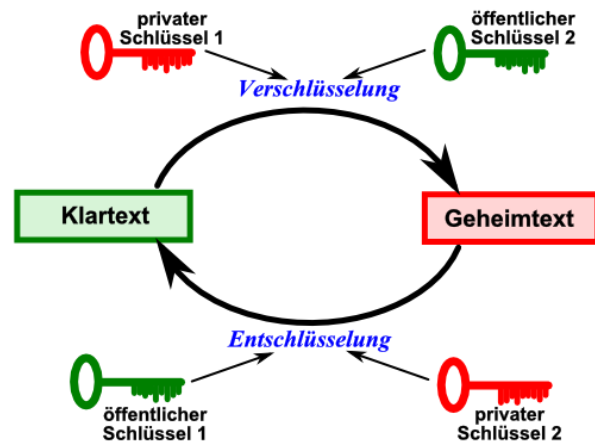 privater
Schlüssel 1
öffentlicher
Schlüssel 2
Verschlüsselung
Klartext
Geheimtext
Entschlüsselung
öffentlicher
Schlüssel 1
privater
Schlüssel 2